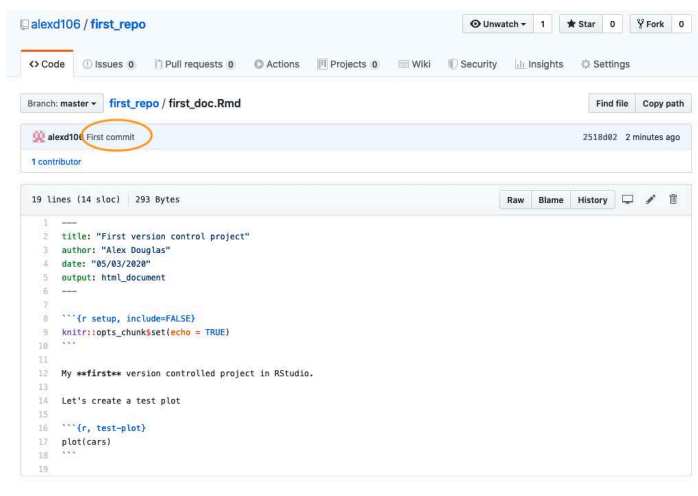 alexd106 / first_repo Unwatch 1 Star 0 Fork 0
Code Issues 0 Pull requests 0 Actions Projects 0 Wiki Security Insights Settings
Branch: master first_repo / first_doc.Rmd Find file Copy path
alexd106 First commit 2518d02 2 minutes ago
1 contributor
19 lines (14 sloc) 293 Bytes Raw Blame History
1 ---
2 title: "First version control project"
3 author: "Alex Douglas"
4 date: "05/03/2020"
5 output: html_document
6 ---
7
8 ```{r setup, include=FALSE}
9 knitr::opts_chunk$set(echo = TRUE)
10 ```
11
12 My **first** version controlled project in RStudio.
13
14 Let's create a test plot
15
16 ```{r, test-plot}
17 plot(cars)
18 ```
19